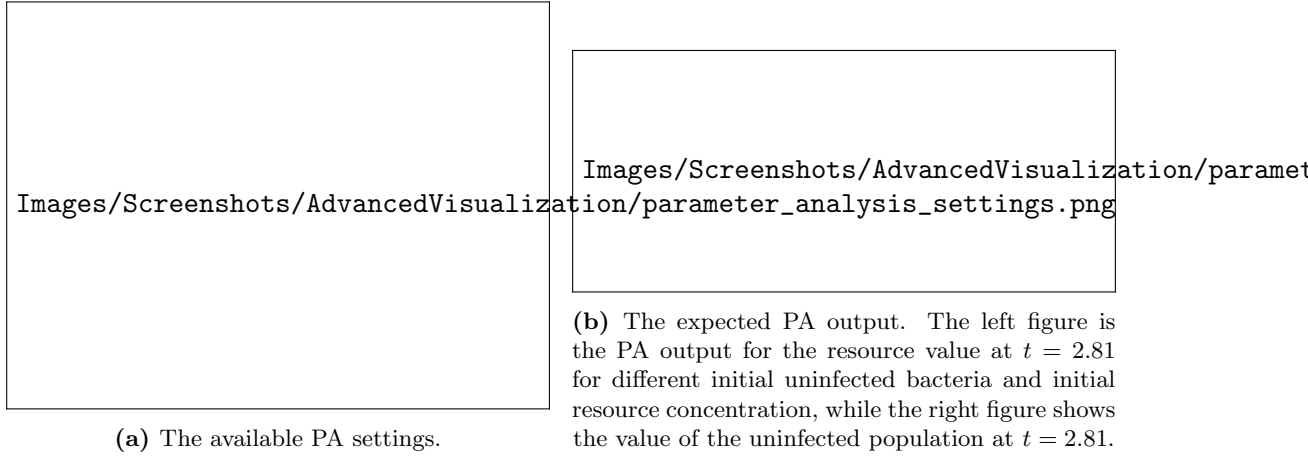 Images/Screenshots/AdvancedVisualization/parameter_analysis_settings.png
(a) The available PA settings.
Images/Screenshots/AdvancedVisualization/paramet
(b) The expected PA output. The left figure is
the PA output for the resource value at t = 2.81
for different initial uninfected bacteria and initial
resource concentration, while the right figure shows
the value of the uninfected population at t = 2.81.